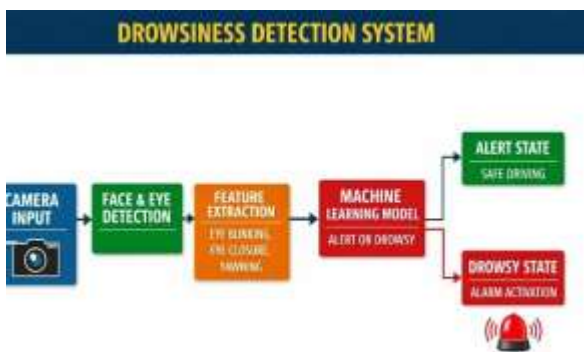 DROWSINESS DETECTION SYSTEM
CAMERA
INPUT
FACE & EYE
DETECTION
FEATURE
EXTRACTION
EYE BLINKING,
EYE CLOSURE,
YAWNING
MACHINE
LEARNING MODEL
ALERT OR DROWSY
ALERT STATE
SAFE DRIVING
DROWSY STATE
ALARM ACTIVATION